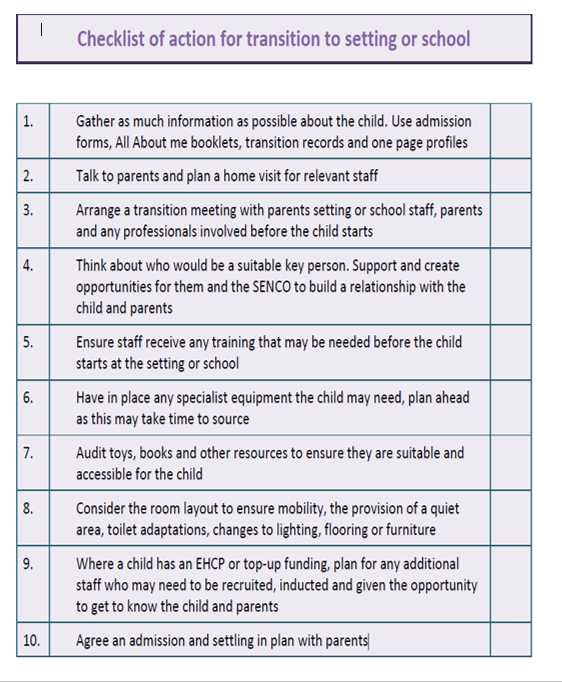 Checklist of action for transition to setting or school
1. Gather as much information as possible about the child. Use admission
forms, All About me booklets, transition records and one page profiles
2. Talk to parents and plan a home visit for relevant staff
3. Arrange a transition meeting with parents setting or school staff, parents
and any professionals involved before the child starts
4. Think about who would be a suitable key person. Support and create
opportunities for them and the SENCO to build a relationship with the
child and parents
5. Ensure staff receive any training that may be needed before the child
starts at the setting or school
6. Have in place any specialist equipment the child may need, plan ahead
as this may take time to source
7. Audit toys, books and other resources to ensure they are suitable and
accessible for the child
8. Consider the room layout to ensure mobility, the provision of a quiet
area, toilet adaptations, changes to lighting, flooring or furniture
9. Where a child has an EHCP or top-up funding, plan for any additional
staff who may need to be recruited, inducted and given the opportunity
to get to know the child and parents
10. Agree an admission and settling in plan with parents